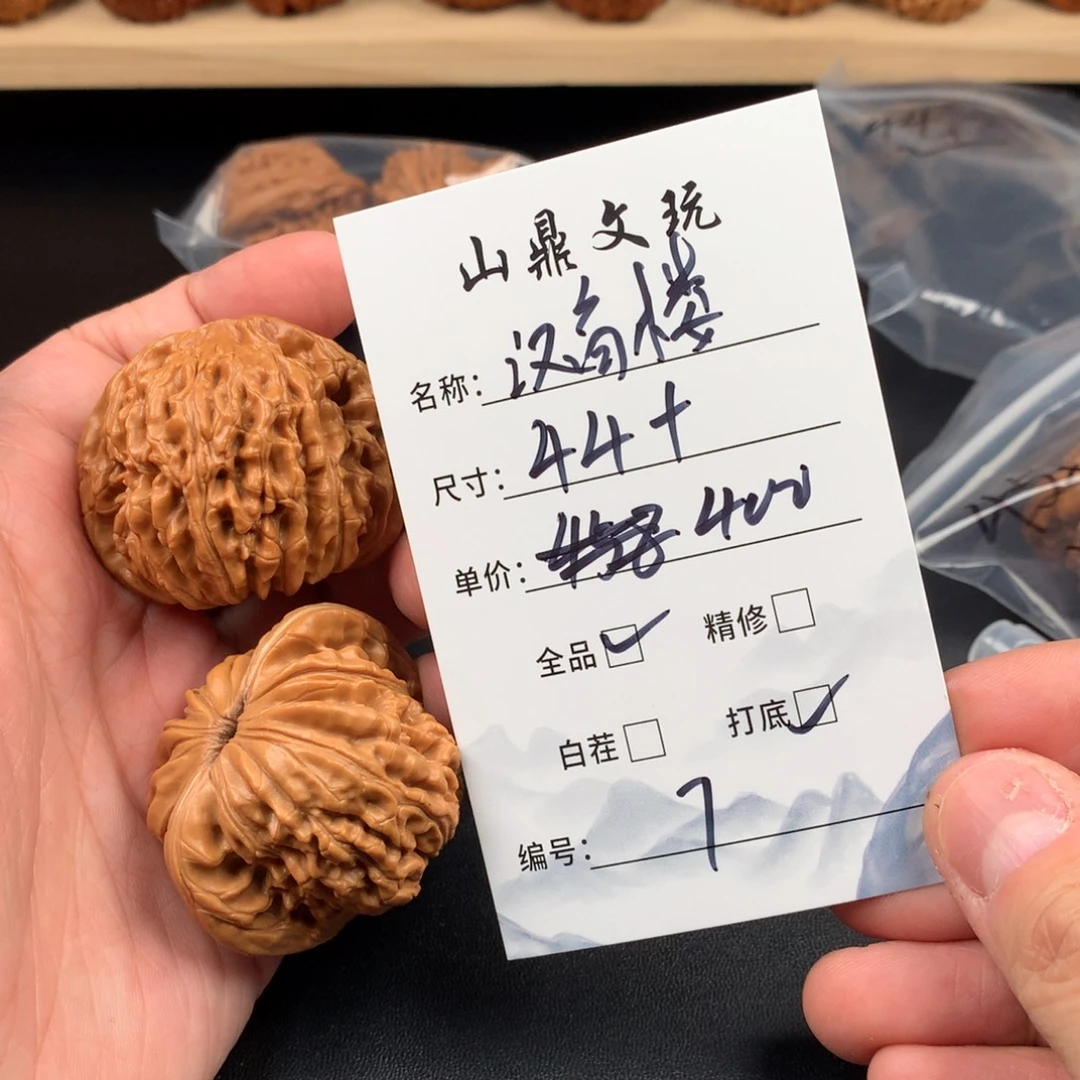 山鼎文玩
名称：汉高楼
尺寸：44+
单价：400
全品 ✓ 精修 □
白茬 □ 打底 ✓
编号：7